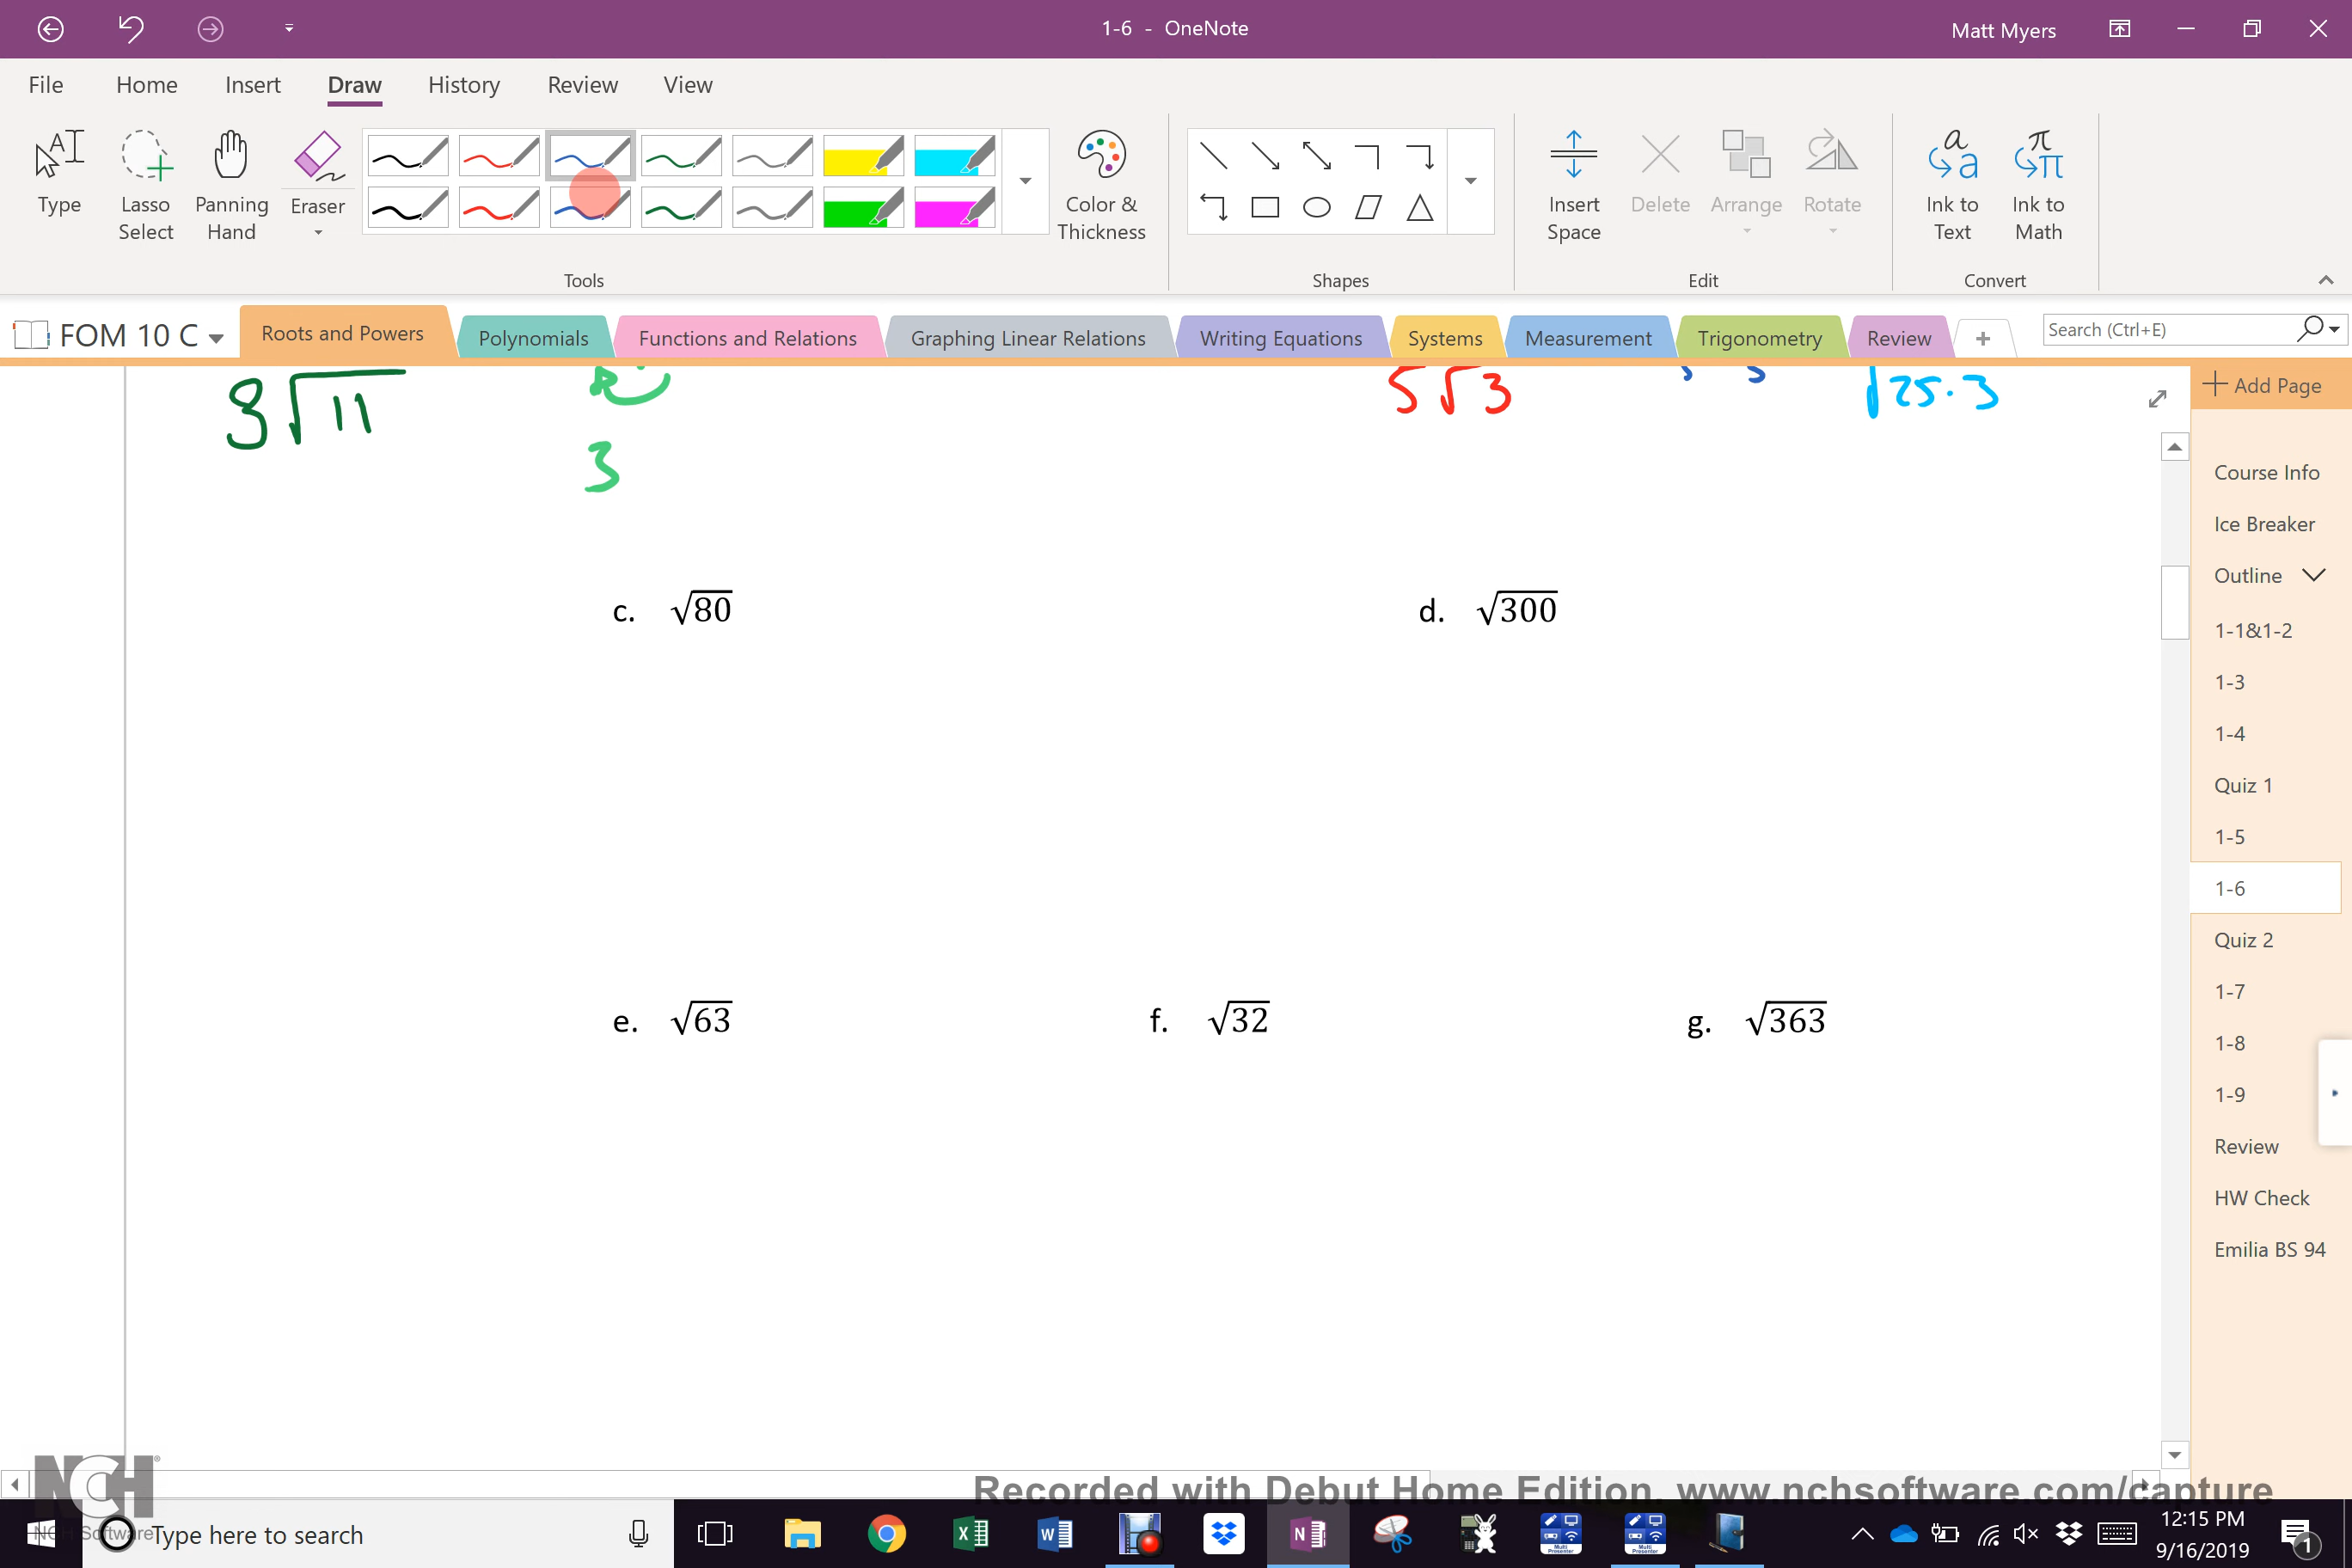 1-6 - OneNote
Matt Myers
File Home Insert Draw History Review View
Type
Lasso Select
Panning Hand
Eraser
Color & Thickness
Insert Space
Delete
Arrange
Rotate
Ink to Text
Ink to Math
Tools
Shapes
Edit
Convert
FOM 10 C
Roots and Powers
Polynomials
Functions and Relations
Graphing Linear Relations
Writing Equations
Systems
Measurement
Trigonometry
Review
Search (Ctrl+E)
Add Page
3√11
3
5√3
√25·3
c. √80
d. √300
e. √63
f. √32
g. √363
Course Info
Ice Breaker
Outline
1-1&1-2
1-3
1-4
Quiz 1
1-5
1-6
Quiz 2
1-7
1-8
1-9
Review
HW Check
Emilia BS 94
NCH
NCH Software
Recorded with Debut Home Edition. www.nchsoftware.com/capture
Type here to search
12:15 PM
9/16/2019
1